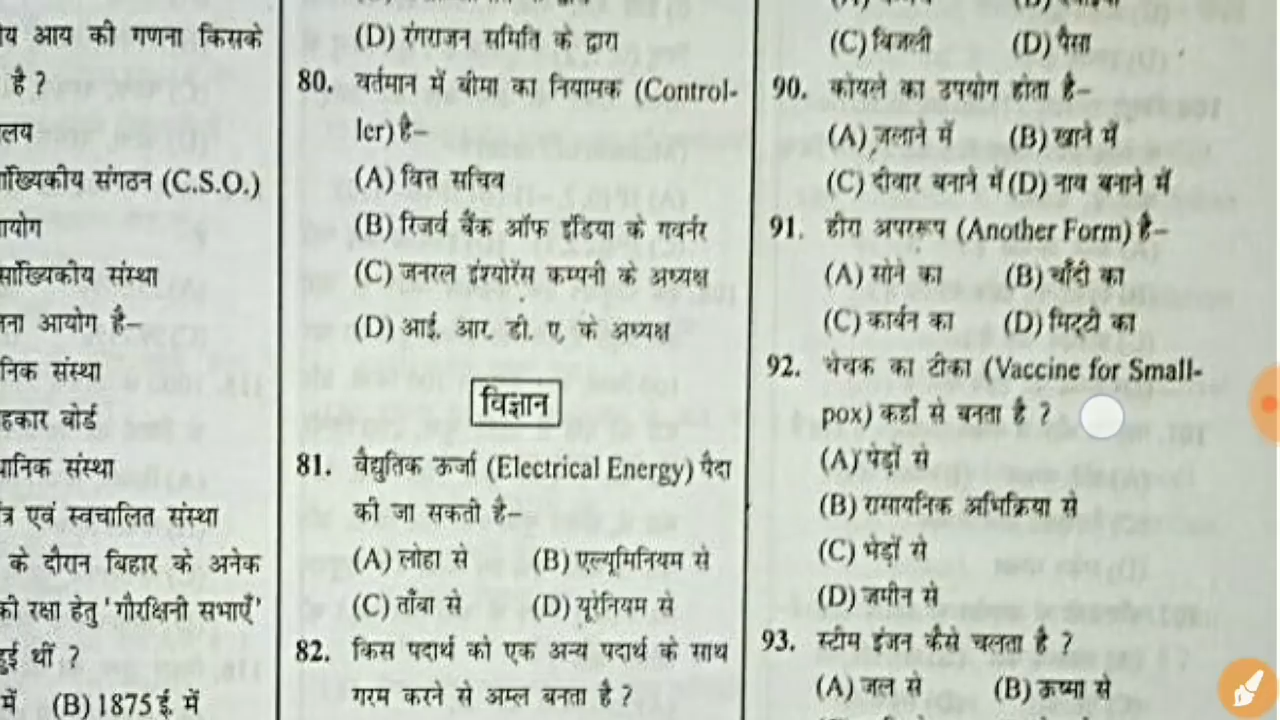 य आय की गणना किसके
है ?
लय
ांख्यिकीय संगठन (C.S.O.)
ायोग
सांख्यिकीय संस्था
ना आयोग है–
निक संस्था
हकार बोर्ड
धानिक संस्था
त्र एवं स्वचालित संस्था
के दौरान बिहार के अनेक
की रक्षा हेतु 'गौरक्षिनी सभाएँ'
हुई थीं ?
में (B) 1875 ई. में
(D) रंगराजन समिति के द्वारा
80. वर्तमान में बीमा का नियामक (Control-
ler) है–
(A) वित्त सचिव
(B) रिजर्व बैंक ऑफ इंडिया के गवर्नर
(C) जनरल इंश्योरेंस कम्पनी के अध्यक्ष
(D) आई. आर. डी. ए. के अध्यक्ष
विज्ञान
81. वैद्युतिक ऊर्जा (Electrical Energy) पैदा
की जा सकती है–
(A) लोहा से (B) एल्यूमिनियम से
(C) ताँबा से (D) यूरेनियम से
82. किस पदार्थ को एक अन्य पदार्थ के साथ
गरम करने से अम्ल बनता है ?
(C) बिजली (D) पैसा
90. कोयले का उपयोग होता है–
(A) जलाने में (B) खाने में
(C) दीवार बनाने में (D) नाव बनाने में
91. हीरा अपररूप (Another Form) है–
(A) सोने का (B) चाँदी का
(C) कार्बन का (D) मिट्टी का
92. चेचक का टीका (Vaccine for Small-
pox) कहाँ से बनता है ?
(A) पेड़ों से
(B) रासायनिक अभिक्रिया से
(C) भेड़ों से
(D) जमीन से
93. स्टीम इंजन कैसे चलता है ?
(A) जल से (B) ऊष्मा से